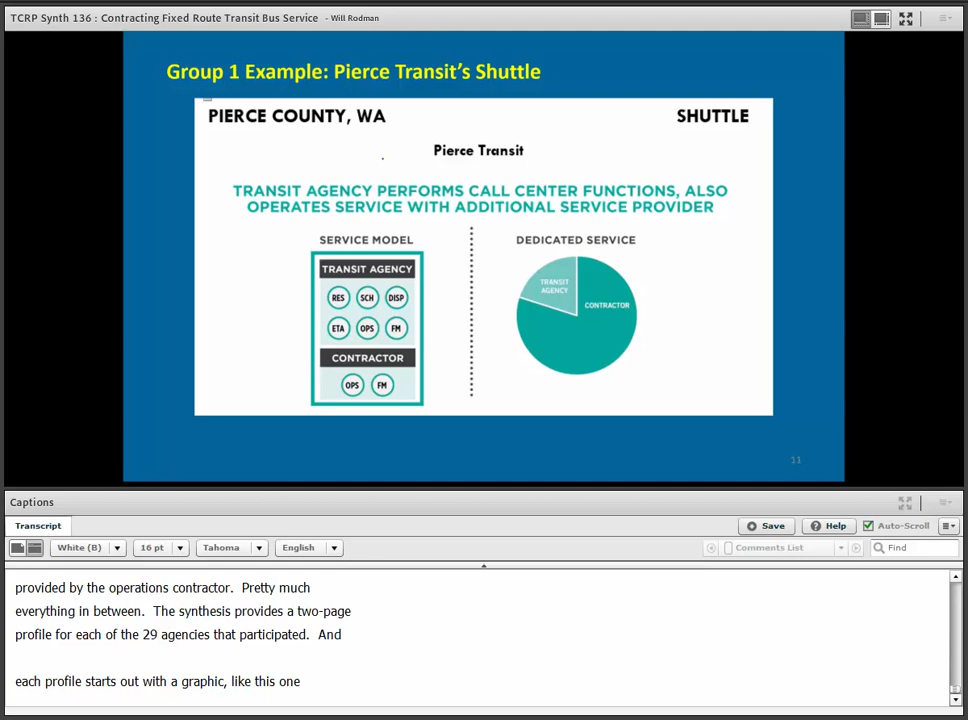 TCRP Synth 136 : Contracting Fixed Route Transit Bus Service - Will Rodman
Group 1 Example: Pierce Transit's Shuttle
PIERCE COUNTY, WA
SHUTTLE
Pierce Transit
TRANSIT AGENCY PERFORMS CALL CENTER FUNCTIONS, ALSO
OPERATES SERVICE WITH ADDITIONAL SERVICE PROVIDER
SERVICE MODEL
TRANSIT AGENCY
RES SCH DISP
ETA OPS FM
CONTRACTOR
OPS FM
DEDICATED SERVICE
TRANSIT
AGENCY
CONTRACTOR
11
Captions
Transcript
Save
Help
Auto-Scroll
White (B)
16 pt
Tahoma
English
Comments List
Find
provided by the operations contractor. Pretty much
everything in between. The synthesis provides a two-page
profile for each of the 29 agencies that participated. And
each profile starts out with a graphic, like this one